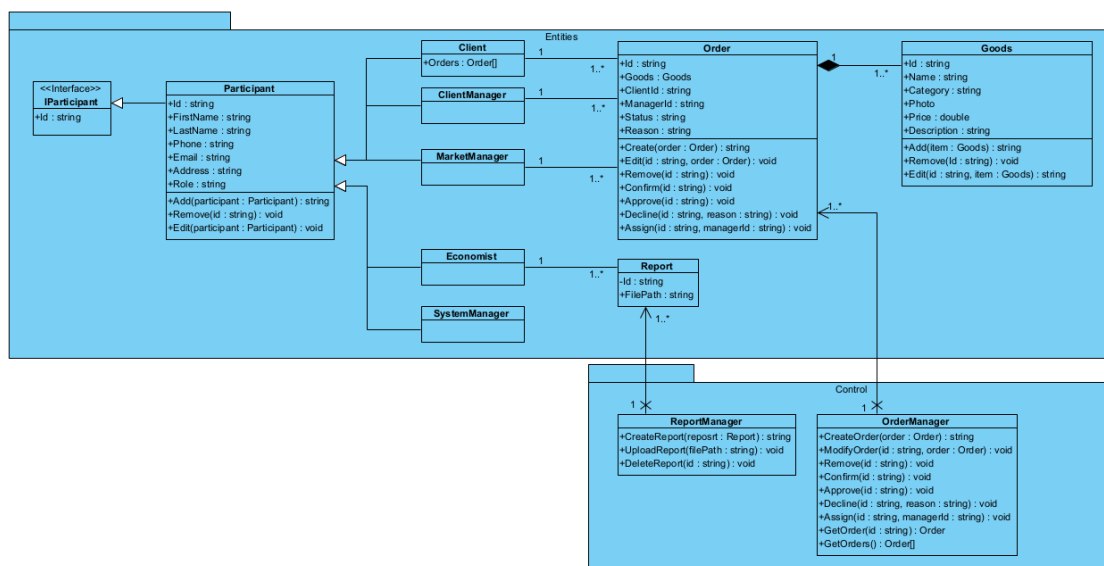 Entities
<<Interface>>
IParticipant
+Id : string
Participant
+Id : string
+FirstName : string
+LastName : string
+Phone : string
+Email : string
+Address : string
+Role : string
+Add(participant : Participant) : string
+Remove(id : string) : void
+Edit(participant : Participant) : void
Client
+Orders : Order[]
ClientManager
MarketManager
Economist
SystemManager
1
1..*
1
1..*
1
1..*
1
1..*
Order
+Id : string
+Goods : Goods
+ClientId : string
+ManagerId : string
+Status : string
+Reason : string
+Create(order : Order) : string
+Edit(id : string, order : Order) : void
+Remove(id : string) : void
+Confirm(id : string) : void
+Approve(id : string) : void
+Decline(id : string, reason : string) : void
+Assign(id : string, managerId : string) : void
1
1..*
Goods
+Id : string
+Name : string
+Category : string
+Photo
+Price : double
+Description : string
+Add(item : Goods) : string
+Remove(Id : string) : void
+Edit(id : string, item : Goods) : string
1..*
Report
-Id : string
+FilePath : string
1..*
Control
1
1
ReportManager
+CreateReport(reposrt : Report) : string
+UploadReport(filePath : string) : void
+DeleteReport(id : string) : void
OrderManager
+CreateOrder(order : Order) : string
+ModifyOrder(id : string, order : Order) : void
+Remove(id : string) : void
+Confirm(id : string) : void
+Approve(id : string) : void
+Decline(id : string, reason : string) : void
+Assign(id : string, managerId : string) : void
+GetOrder(id : string) : Order
+GetOrders() : Order[]